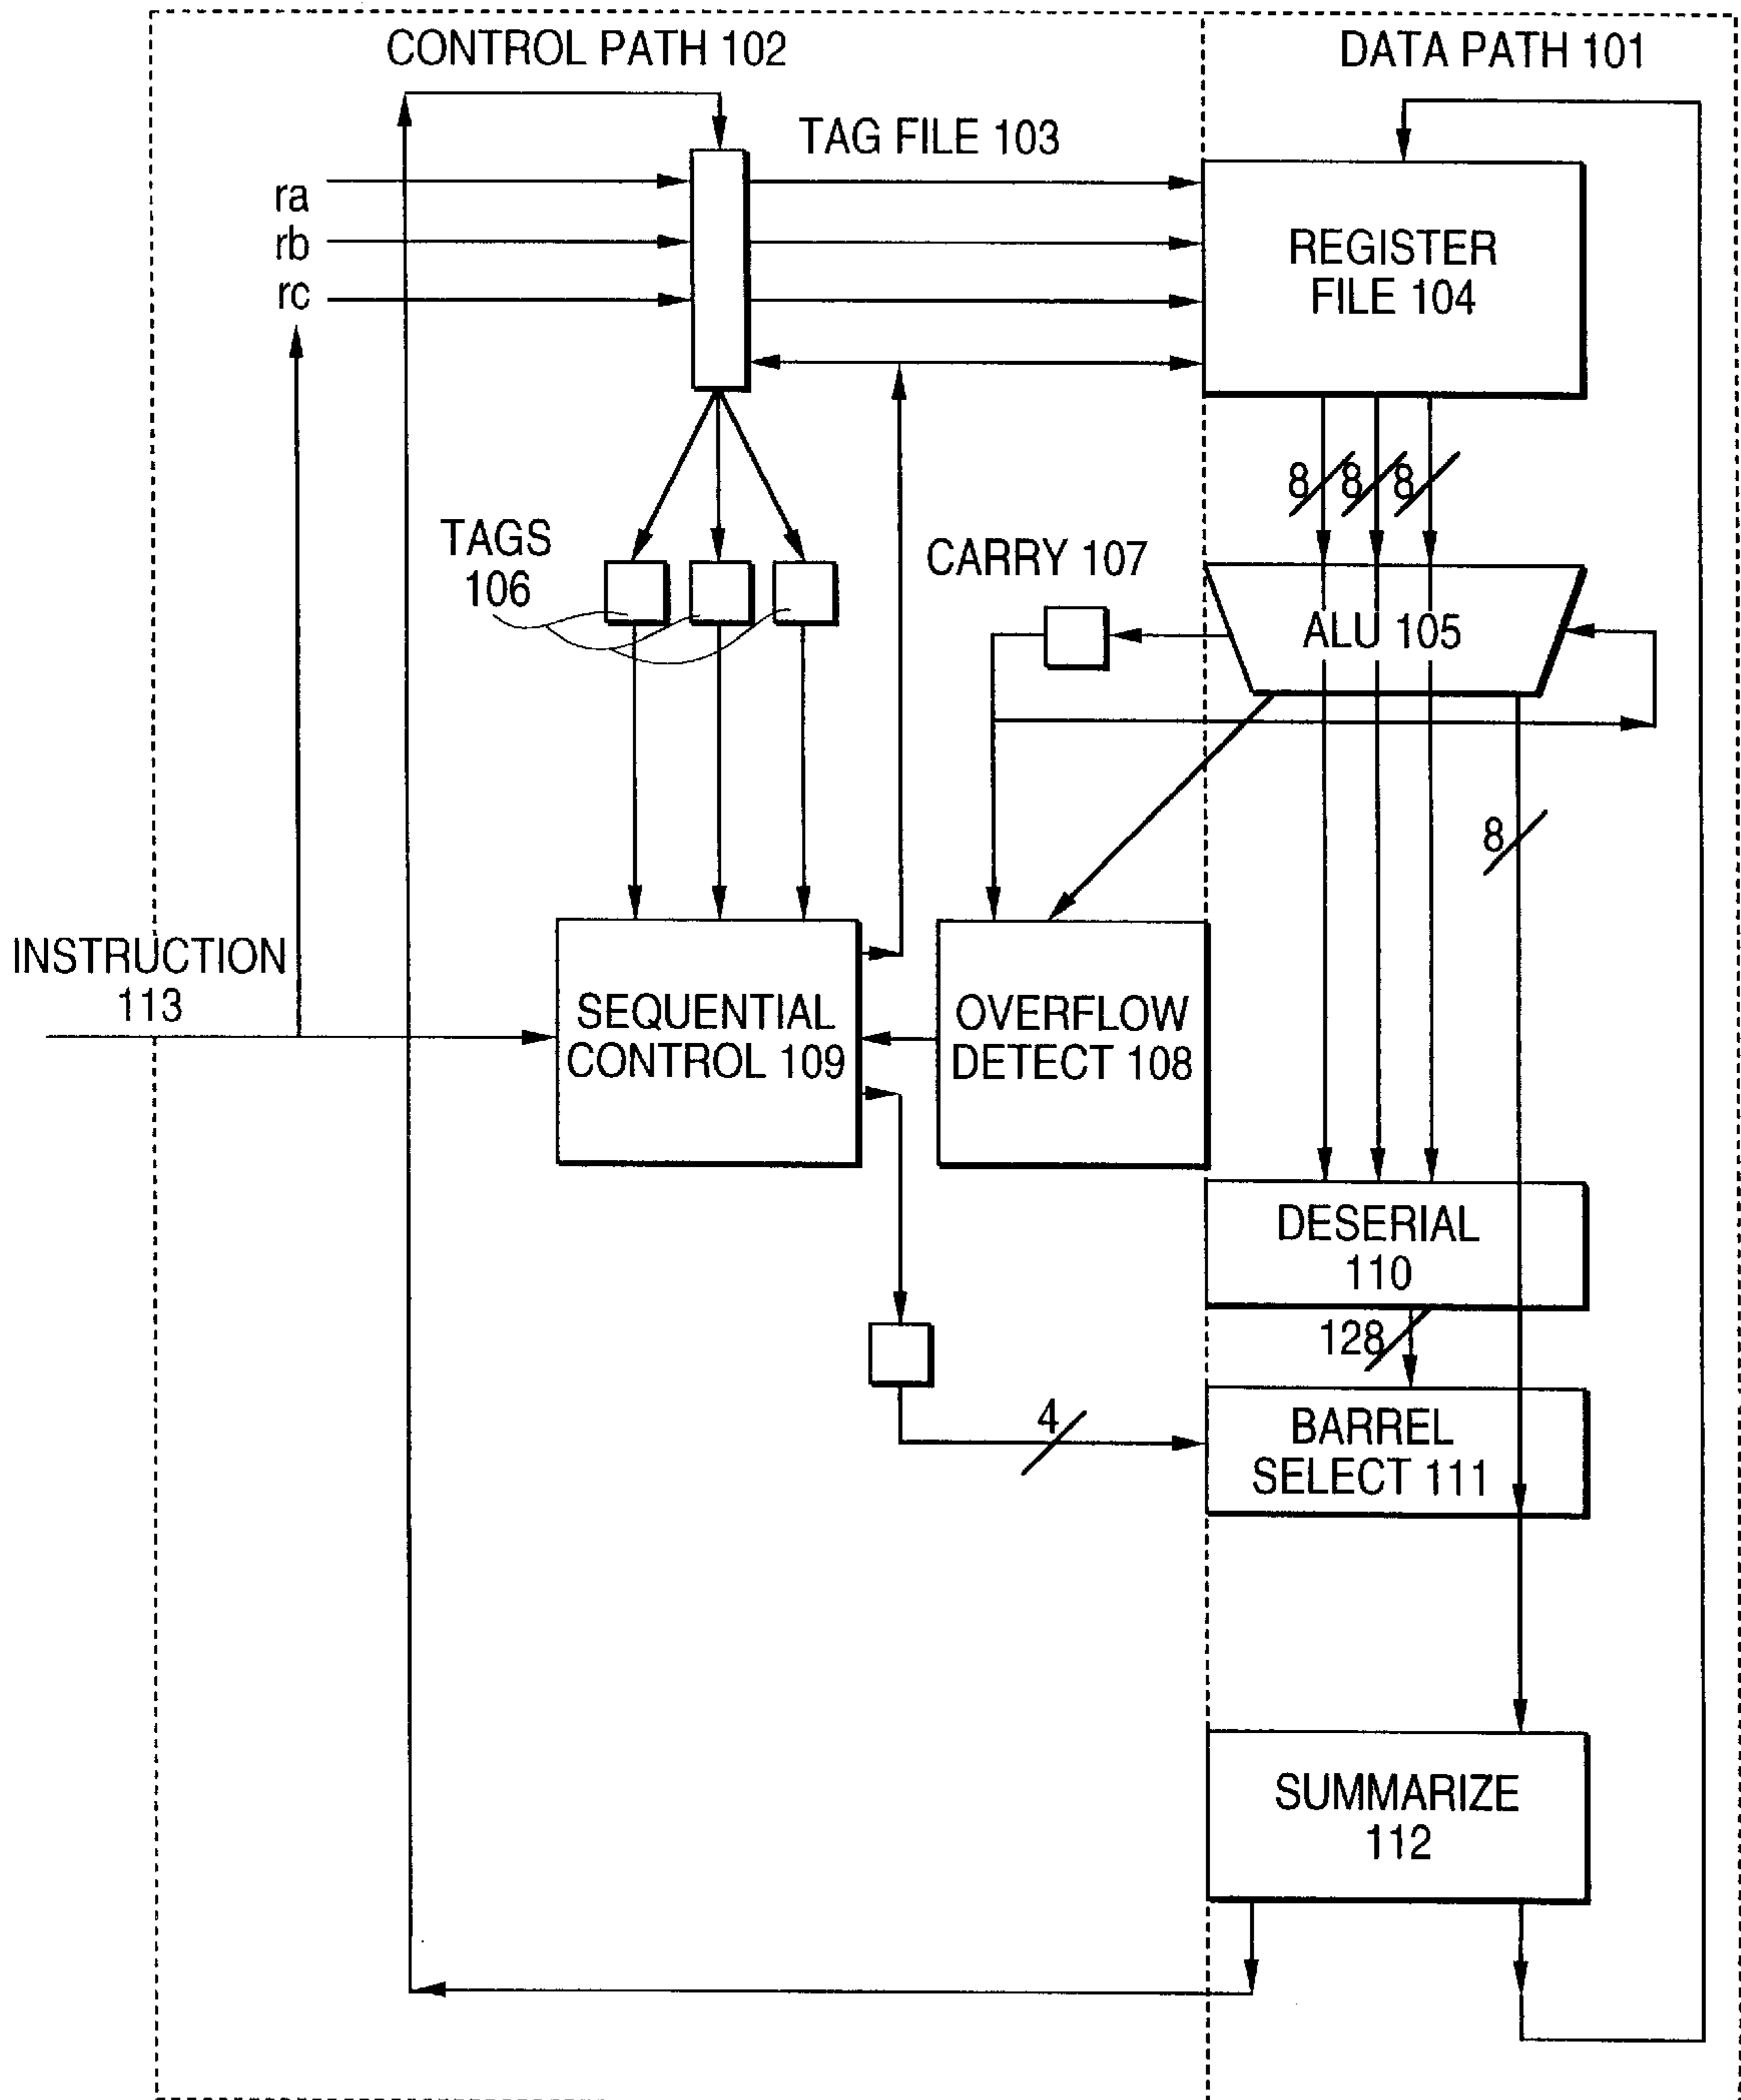 CONTROL PATH 102
DATA PATH 101
TAG FILE 103
ra
rb
rc
REGISTER
FILE 104
8
8
8
TAGS
106
CARRY 107
ALU 105
8
INSTRUCTION
113
SEQUENTIAL
CONTROL 109
OVERFLOW
DETECT 108
DESERIAL
110
128
4
BARREL
SELECT 111
SUMMARIZE
112